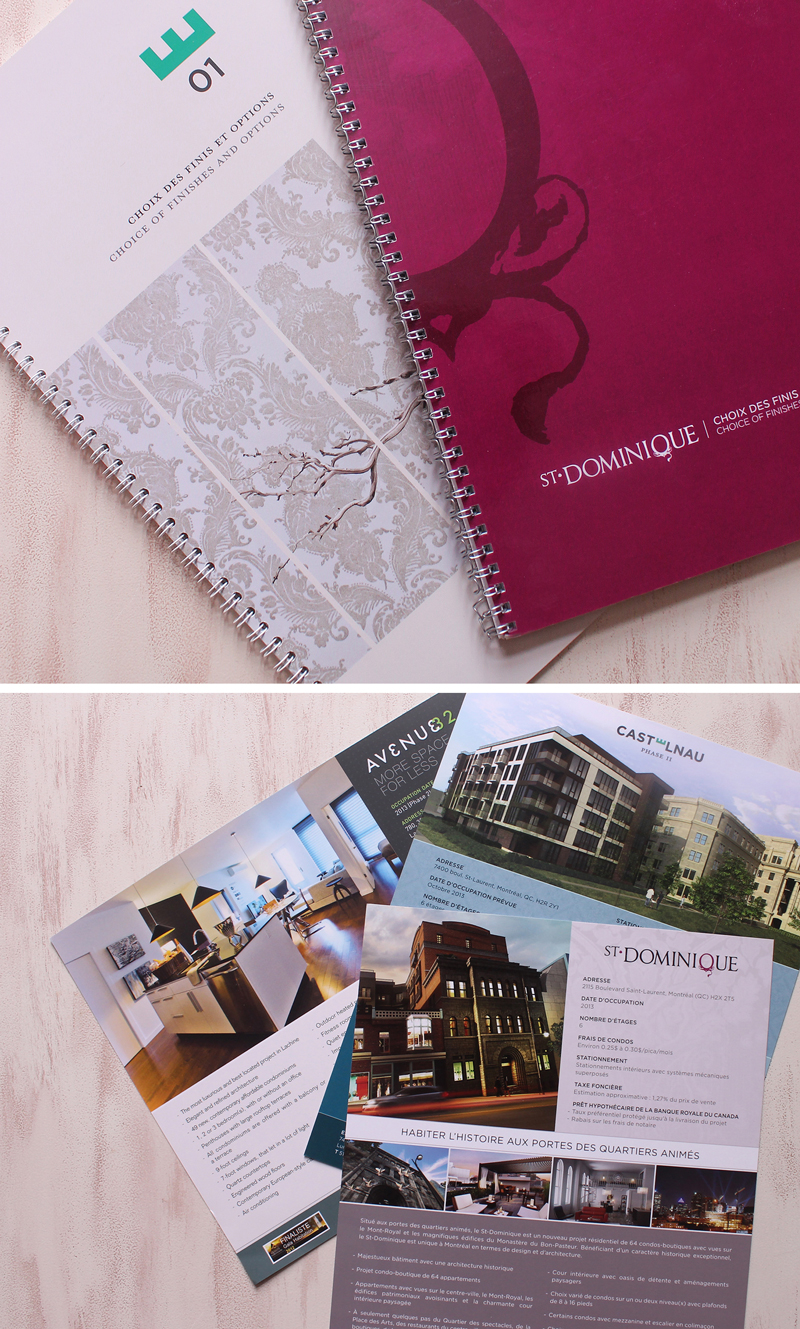 E
01
CHOIX DES FINIS ET OPTIONS
CHOICE OF FINISHES AND OPTIONS
ST·DOMINIQUE
CHOIX DES FINIS
CHOICE OF FINISHES
AVENUE32
MORE SPACE
FOR LESS
OCCUPATION DATE
2013 (Phase 2)
ADDRESS
780,
The most luxurious and best located project in Lachine
Elegant and refined architecture
49 new, contemporary affordable condominiums
1, 2 or 3 bedroom(s), with or without an office
Penthouses with large rooftop terraces
All condominiums are offered with a balcony or
a terrace
9-foot ceilings
7-foot windows, that let in a lot of light
Quartz countertops
Engineered wood floors
Contemporary European style
Air conditioning
Outdoor heated
Fitness room
Quiet
FINALISTE
CASTELNAU
PHASE II
ADRESSE
7400 boul. St-Laurent, Montréal, QC, H2R 2Y1
DATE D'OCCUPATION PRÉVUE
Octobre 2013
NOMBRE D'ÉTAGES
6 étages
ST·DOMINIQUE
ADRESSE
2115 Boulevard Saint-Laurent, Montréal (QC) H2X 2T5
DATE D'OCCUPATION
2013
NOMBRE D'ÉTAGES
6
FRAIS DE CONDOS
Environ 0.25$ à 0.30$/pica/mois
STATIONNEMENT
Stationnements intérieurs avec systèmes mécaniques
superposés
TAXE FONCIÈRE
Estimation approximative : 1,27% du prix de vente
PRÊT HYPOTHÉCAIRE DE LA BANQUE ROYALE DU CANADA
- Taux préférentiel protégé jusqu'à la livraison du projet
- Rabais sur les frais de notaire
HABITER L'HISTOIRE AUX PORTES DES QUARTIERS ANIMÉS
Situé aux portes des quartiers animés, le St-Dominique est un nouveau projet résidentiel de 64 condos-boutiques avec vues sur
le Mont-Royal et les magnifiques édifices du Monastère du Bon-Pasteur. Bénéficiant d'un caractère historique exceptionnel,
le St-Dominique est unique à Montréal en termes de design et d'architecture.
- Majestueux bâtiment avec une architecture historique
- Projet condo-boutique de 64 appartements
- Appartements avec vues sur le centre-ville, le Mont-Royal, les
édifices patrimoniaux avoisinants et la charmante cour
intérieure paysagée
- À seulement quelques pas du Quartier des spectacles, de la
Place des Arts, des restaurants du
- Cour intérieure avec oasis de détente et aménagements
paysagers
- Choix varié de condos sur un ou deux niveau(x) avec plafonds
de 8 à 16 pieds
- Certains condos avec mezzanine et escalier en colimaçon